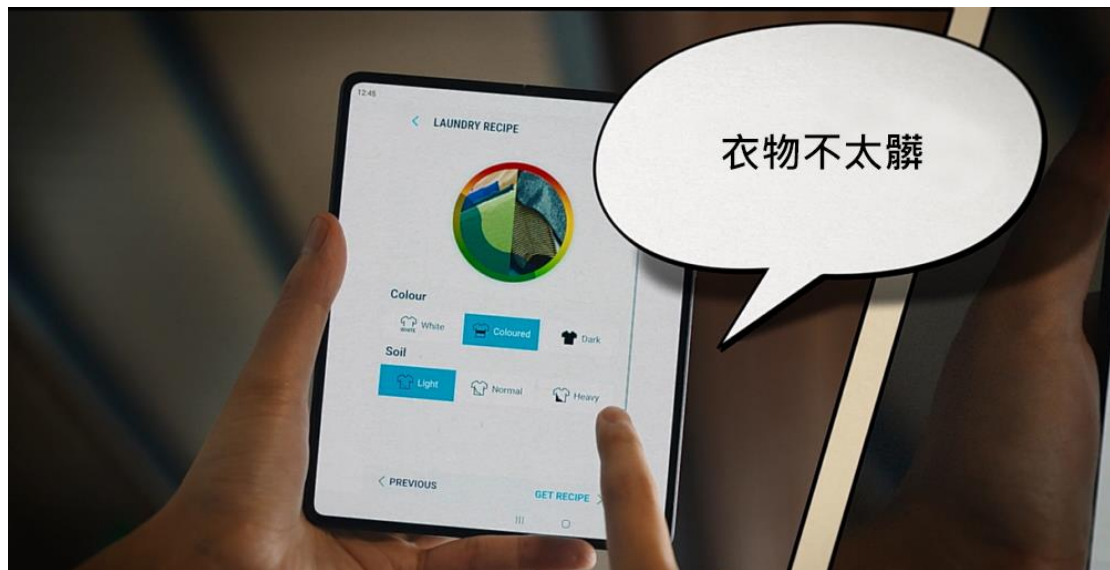 12:45
LAUNDRY RECIPE
Colour
WHITE White
Coloured
Dark
Soil
Light
Normal
Heavy
PREVIOUS
GET RECIPE
衣物不太髒